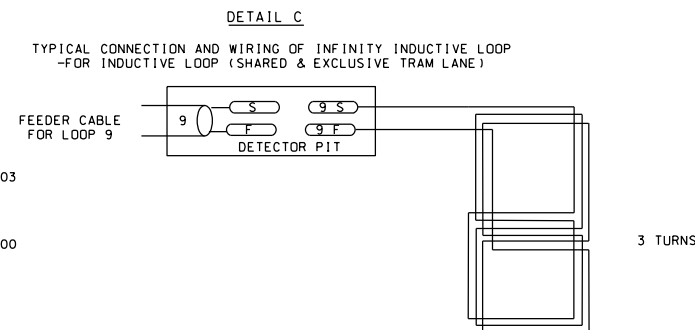 DETAIL C
TYPICAL CONNECTION AND WIRING OF INFINITY INDUCTIVE LOOP
-FOR INDUCTIVE LOOP (SHARED & EXCLUSIVE TRAM LANE)
FEEDER CABLE
FOR LOOP 9
9
S
9 S
F
9 F
DETECTOR PIT
03
00
3 TURNS